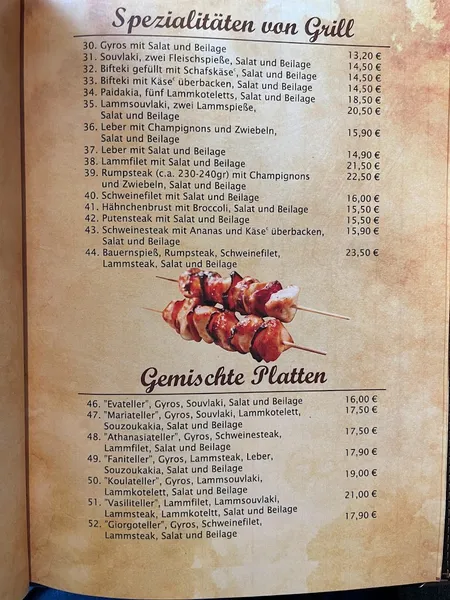 Spezialitäten von Grill
30. Gyros mit Salat und Beilage 13,20 €
31. Souvlaki, zwei Fleischspieße, Salat und Beilage 14,50 €
32. Bifteki gefüllt mit Schafskäse', Salat und Beilage 14,50 €
33. Bifteki mit Käse' überbacken, Salat und Beilage 14,50 €
34. Paidakia, fünf Lammkoteletts, Salat und Beilage 18,50 €
35. Lammsouvlaki, zwei Lammspieße, 20,50 €
Salat und Beilage
36. Leber mit Champignons und Zwiebeln, 15,90 €
Salat und Beilage
37. Leber mit Salat und Beilage 14,90 €
38. Lammfilet mit Salat und Beilage 21,50 €
39. Rumpsteak (c.a. 230-240gr) mit Champignons 22,50 €
und Zwiebeln, Salat und Beilage
40. Schweinefilet mit Salat und Beilage 16,00 €
41. Hähnchenbrust mit Broccoli, Salat und Beilage 15,50 €
42. Putensteak mit Salat und Beilage 15,50 €
43. Schweinesteak mit Ananas und Käse' überbacken, 15,90 €
Salat und Beilage
44. Bauernspieß, Rumpsteak, Schweinefilet, 23,50 €
Lammsteak, Salat und Beilage
Gemischte Platten
46. "Evateller", Gyros, Souvlaki, Salat und Beilage 16,00 €
47. "Mariateller", Gyros, Souvlaki, Lammkotelett, 17,50 €
Souzoukakia, Salat und Beilage
48. "Athanasiateller", Gyros, Schweinesteak, 17,50 €
Lammfilet, Salat und Beilage
49. "Faniteller", Gyros, Lammsteak, Leber, 17,90 €
Souzoukakia, Salat und Beilage
50. "Koulateller", Gyros, Lammsouvlaki, 19,00 €
Lammkotelett, Salat und Beilage
51. "Vasiliteller", Lammfilet, Lammsouvlaki, 21,00 €
Lammsteak, Lammkoteltt, Salat und Beilage
52. "Giorgoteller", Gyros, Schweinefilet, 17,90 €
Lammsteak, Salat und Beilage